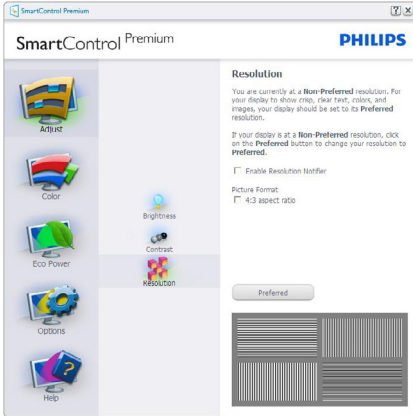 SmartControl Premium
SmartControl Premium
PHILIPS
Adjust
Color
Eco Power
Options
Help
Brightness
Contrast
Resolution
Resolution
You are currently at a Non-Preferred resolution. For
your display to show crisp, clear text, colors, and
images, your display should be set to its Preferred
resolution.
If your display is at a Non-Preferred resolution, click
on the Preferred button to change your resolution to
Preferred.
Enable Resolution Notifier
Picture Format
4:3 aspect ratio
Preferred